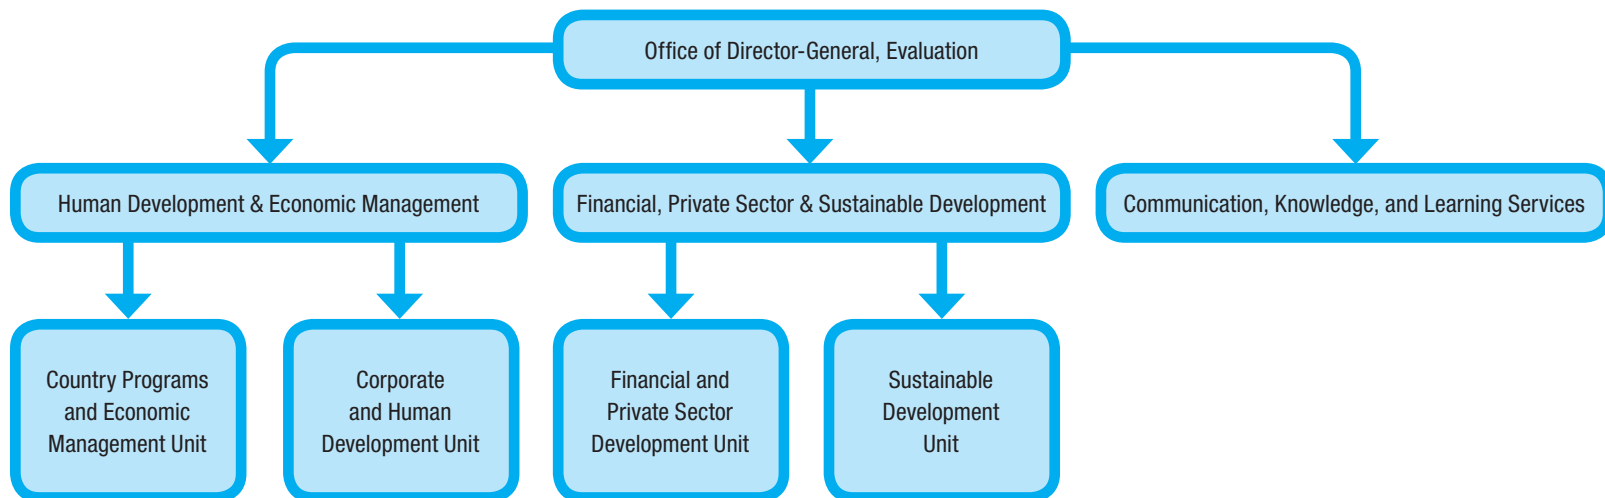 Office of Director-General, Evaluation
Human Development & Economic Management
Financial, Private Sector & Sustainable Development
Communication, Knowledge, and Learning Services
Country Programs
and Economic
Management Unit
Corporate
and Human
Development Unit
Financial and
Private Sector
Development Unit
Sustainable
Development
Unit